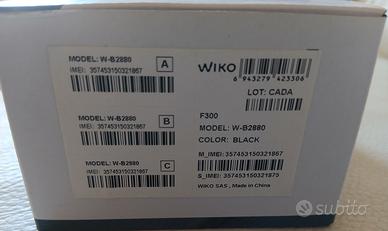 MODEL: W-B2880
IMEI: 357453150321867
A
MODEL: W-B2880
IMEI: 357453150321867
B
MODEL: W-B2880
IMEI: 357453150321867
C
WIKO
6 943279 423306
LOT: CADA
F300
MODEL: W-B2880
COLOR: BLACK
M_IMEI: 357453150321867
S_IMEI: 357453150321875
WIKO SAS , Made in China
subito